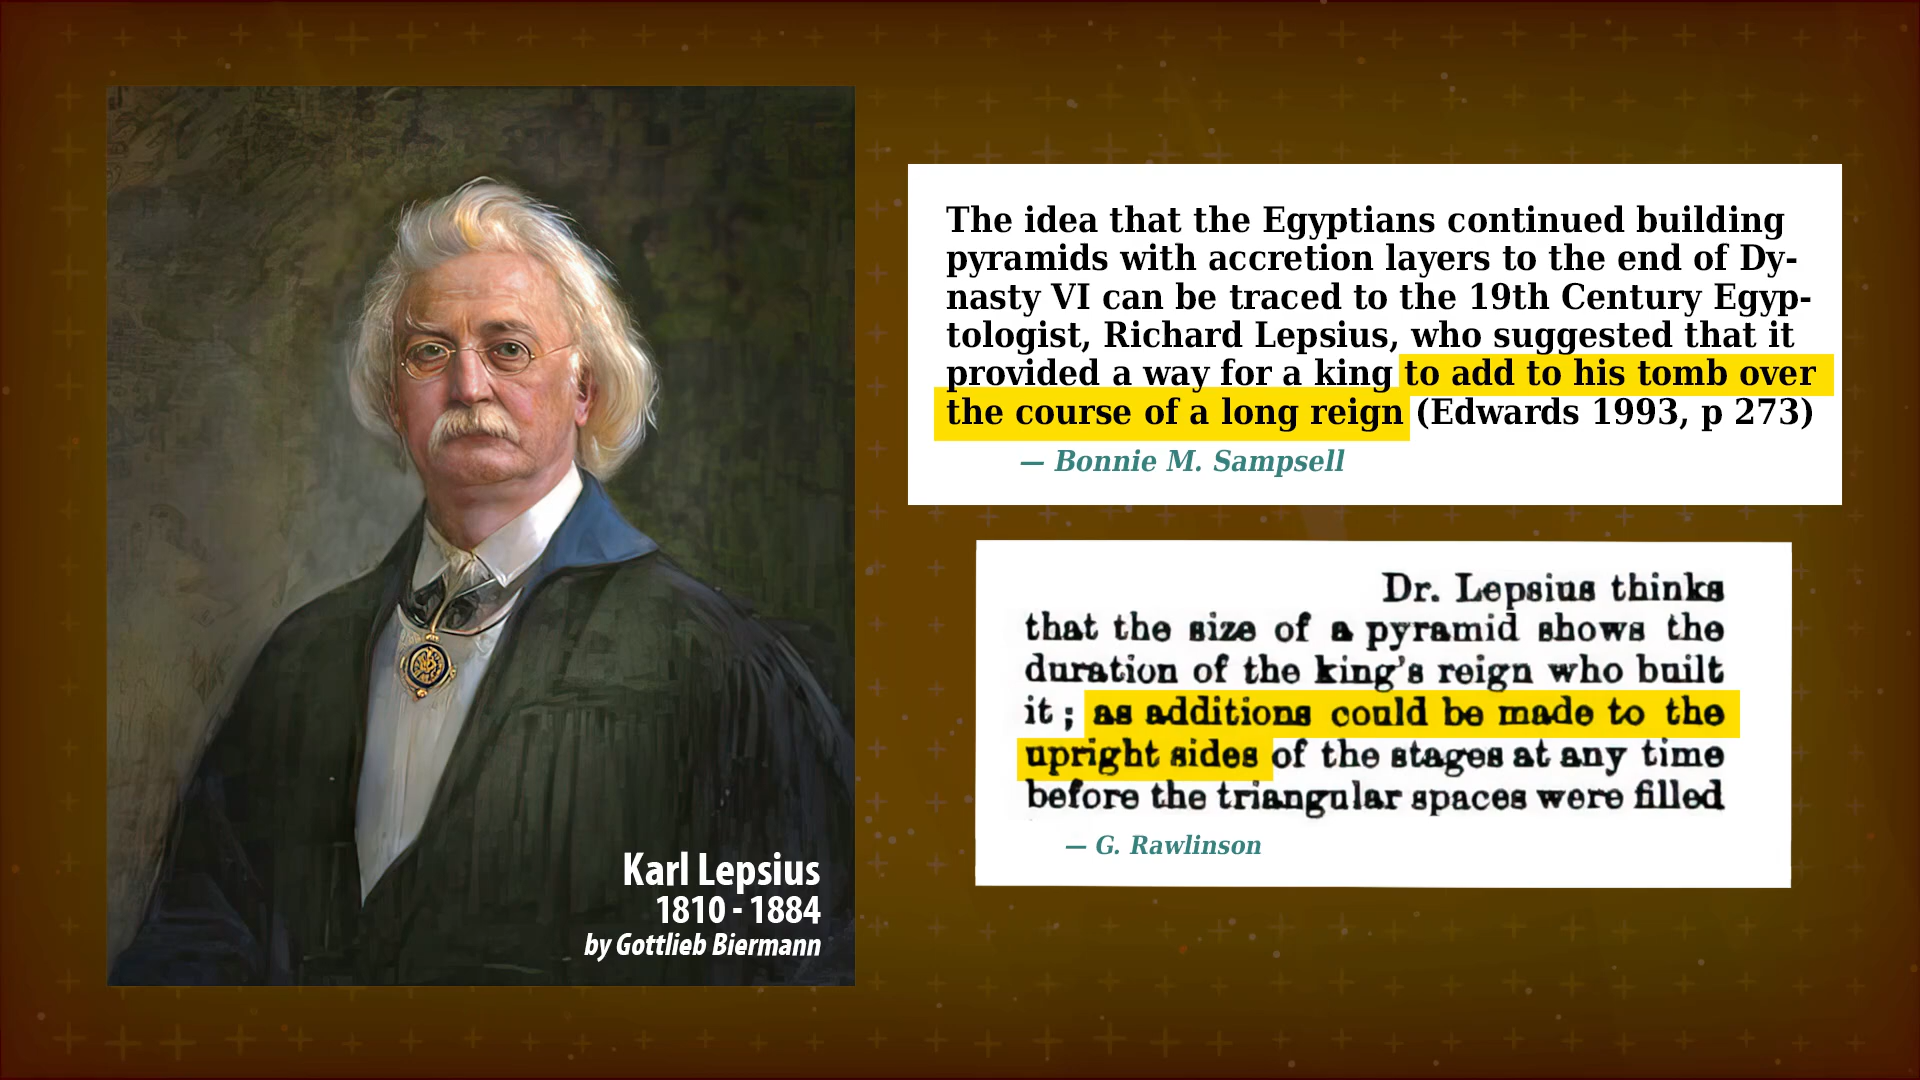 Karl Lepsius
1810 - 1884
by Gottlieb Biermann
The idea that the Egyptians continued building
pyramids with accretion layers to the end of Dy-
nasty VI can be traced to the 19th Century Egyp-
tologist, Richard Lepsius, who suggested that it
provided a way for a king to add to his tomb over
the course of a long reign (Edwards 1993, p 273)
— Bonnie M. Sampsell
Dr. Lepsius thinks
that the size of a pyramid shows the
duration of the king's reign who built
it ; as additions could be made to the
upright sides of the stages at any time
before the triangular spaces were filled
— G. Rawlinson